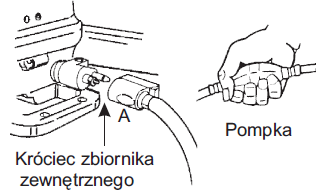 A
Pompka
Króciec zbiornika
zewnętrznego